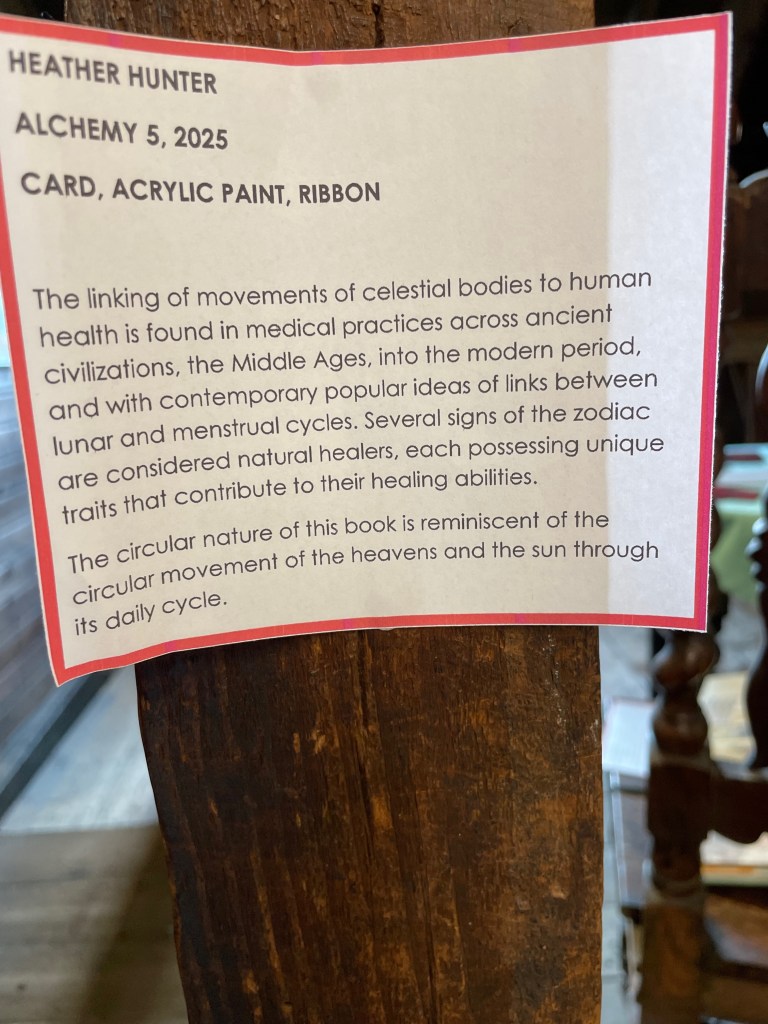 HEATHER HUNTER
ALCHEMY 5, 2025
CARD, ACRYLIC PAINT, RIBBON
The linking of movements of celestial bodies to human
health is found in medical practices across ancient
civilizations, the Middle Ages, into the modern period,
and with contemporary popular ideas of links between
lunar and menstrual cycles. Several signs of the zodiac
are considered natural healers, each possessing unique
traits that contribute to their healing abilities.
The circular nature of this book is reminiscent of the
circular movement of the heavens and the sun through
its daily cycle.